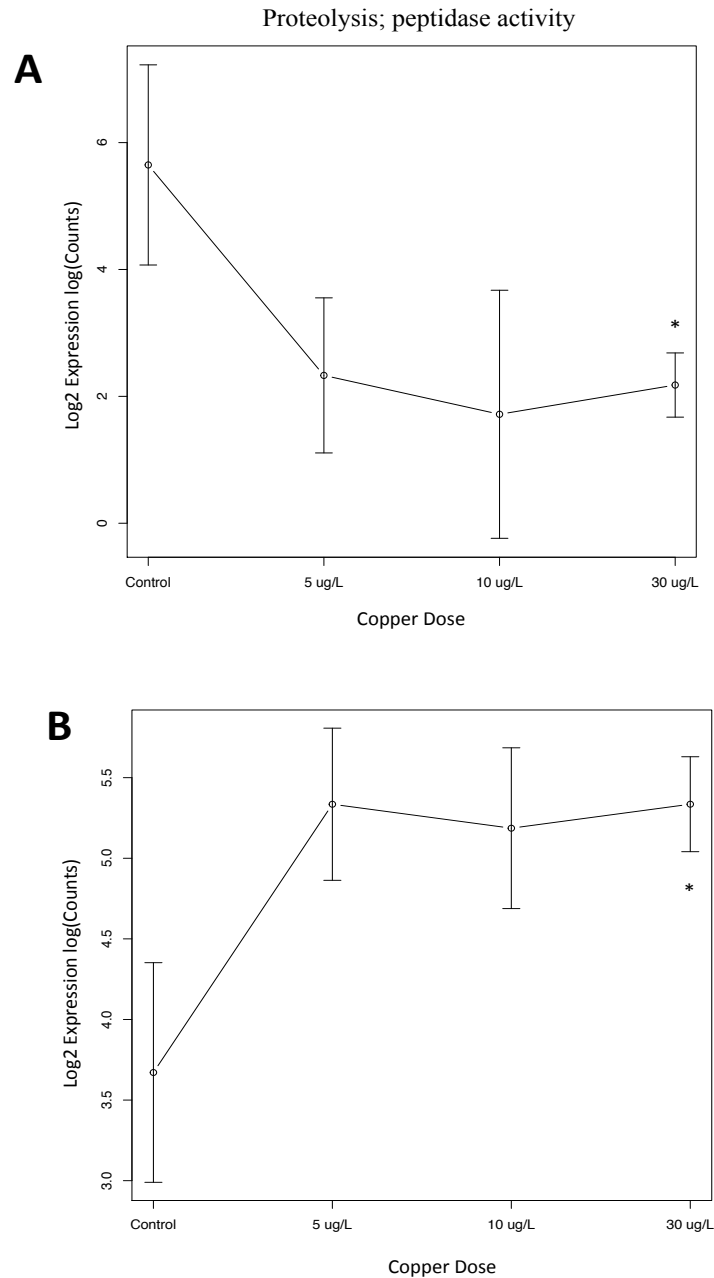 Proteolysis; peptidase activity
A
Log2 Expression log(Counts)
6
4
2
0
*
Control 5 ug/L 10 ug/L 30 ug/L
Copper Dose
B
Log2 Expression log(Counts)
5.5
5.0
4.5
4.0
3.5
3.0
*
Control 5 ug/L 10 ug/L 30 ug/L
Copper Dose